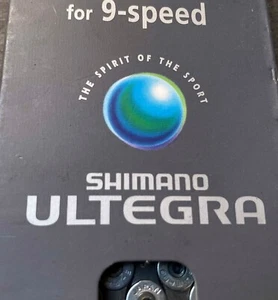 for 9-speed
THE SPIRIT OF THE SPORT
SHIMANO
ULTEGRA